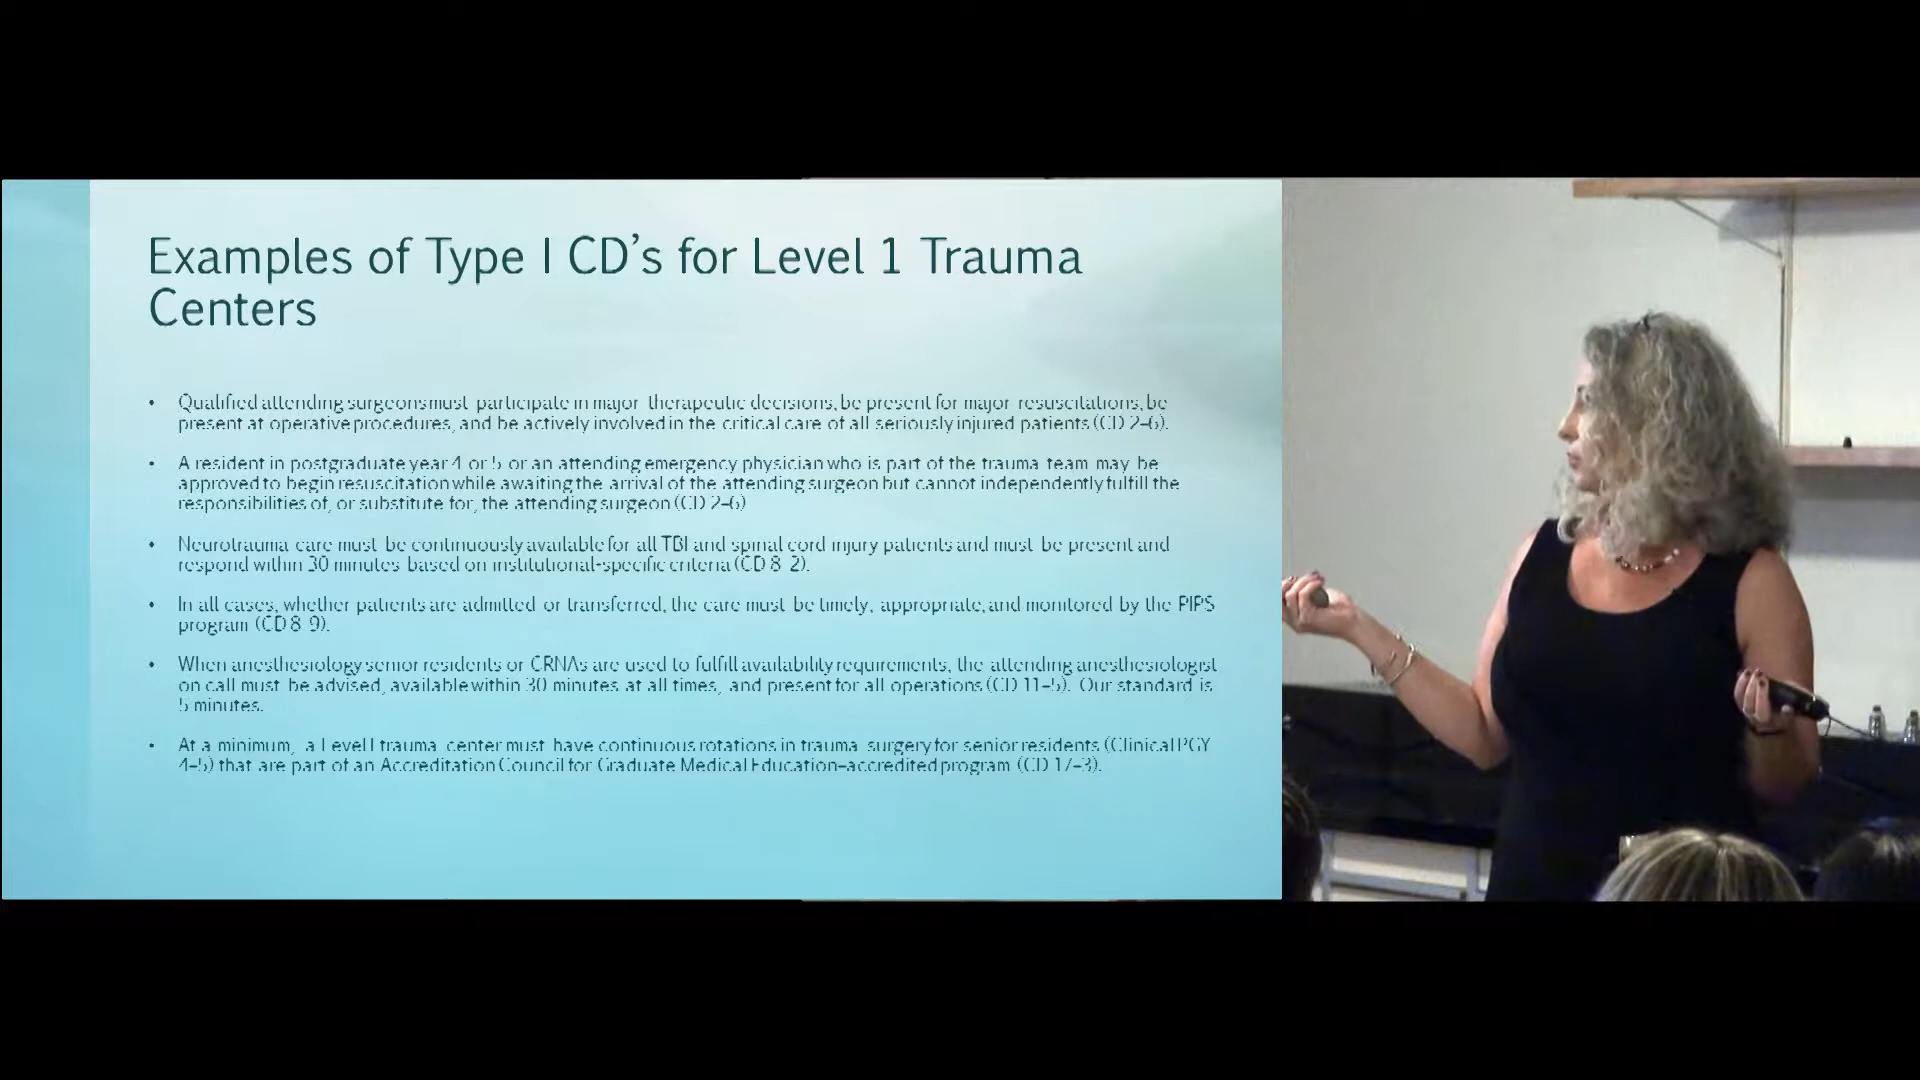 Examples of Type I CD's for Level 1 Trauma
Centers
• Qualified attending surgeons must participate in major therapeutic decisions, be present for major resuscitations, be
present at operative procedures, and be actively involved in the critical care of all seriously injured patients (CD 2–6).
• A resident in postgraduate year 4 or 5 or an attending emergency physician who is part of the trauma team may be
approved to begin resuscitation while awaiting the arrival of the attending surgeon but cannot independently fulfill the
responsibilities of, or substitute for, the attending surgeon (CD 2–6)
• Neurotrauma care must be continuously available for all TBI and spinal cord injury patients and must be present and
respond within 30 minutes based on institutional-specific criteria (CD 8–2).
• In all cases, whether patients are admitted or transferred, the care must be timely, appropriate, and monitored by the PIPS
program (CD 8–9).
• When anesthesiology senior residents or CRNAs are used to fulfill availability requirements, the attending anesthesiologist
on call must be advised, available within 30 minutes at all times, and present for all operations (CD 11–5). Our standard is
5 minutes.
• At a minimum, a Level I trauma center must have continuous rotations in trauma surgery for senior residents (Clinical PGY
4–5) that are part of an Accreditation Council for Graduate Medical Education–accredited program (CD 17–3).